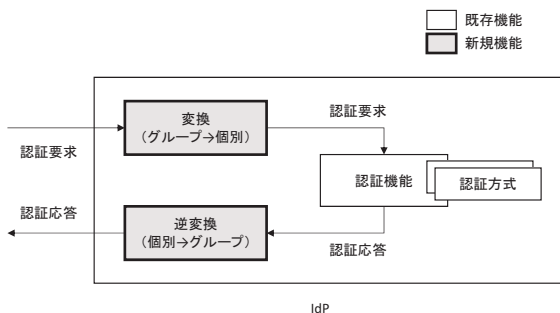 既存機能
新規機能
変換
（グループ→個別）
認証要求
認証要求
認証機能
認証方式
認証応答
逆変換
（個別→グループ）
認証応答
IdP